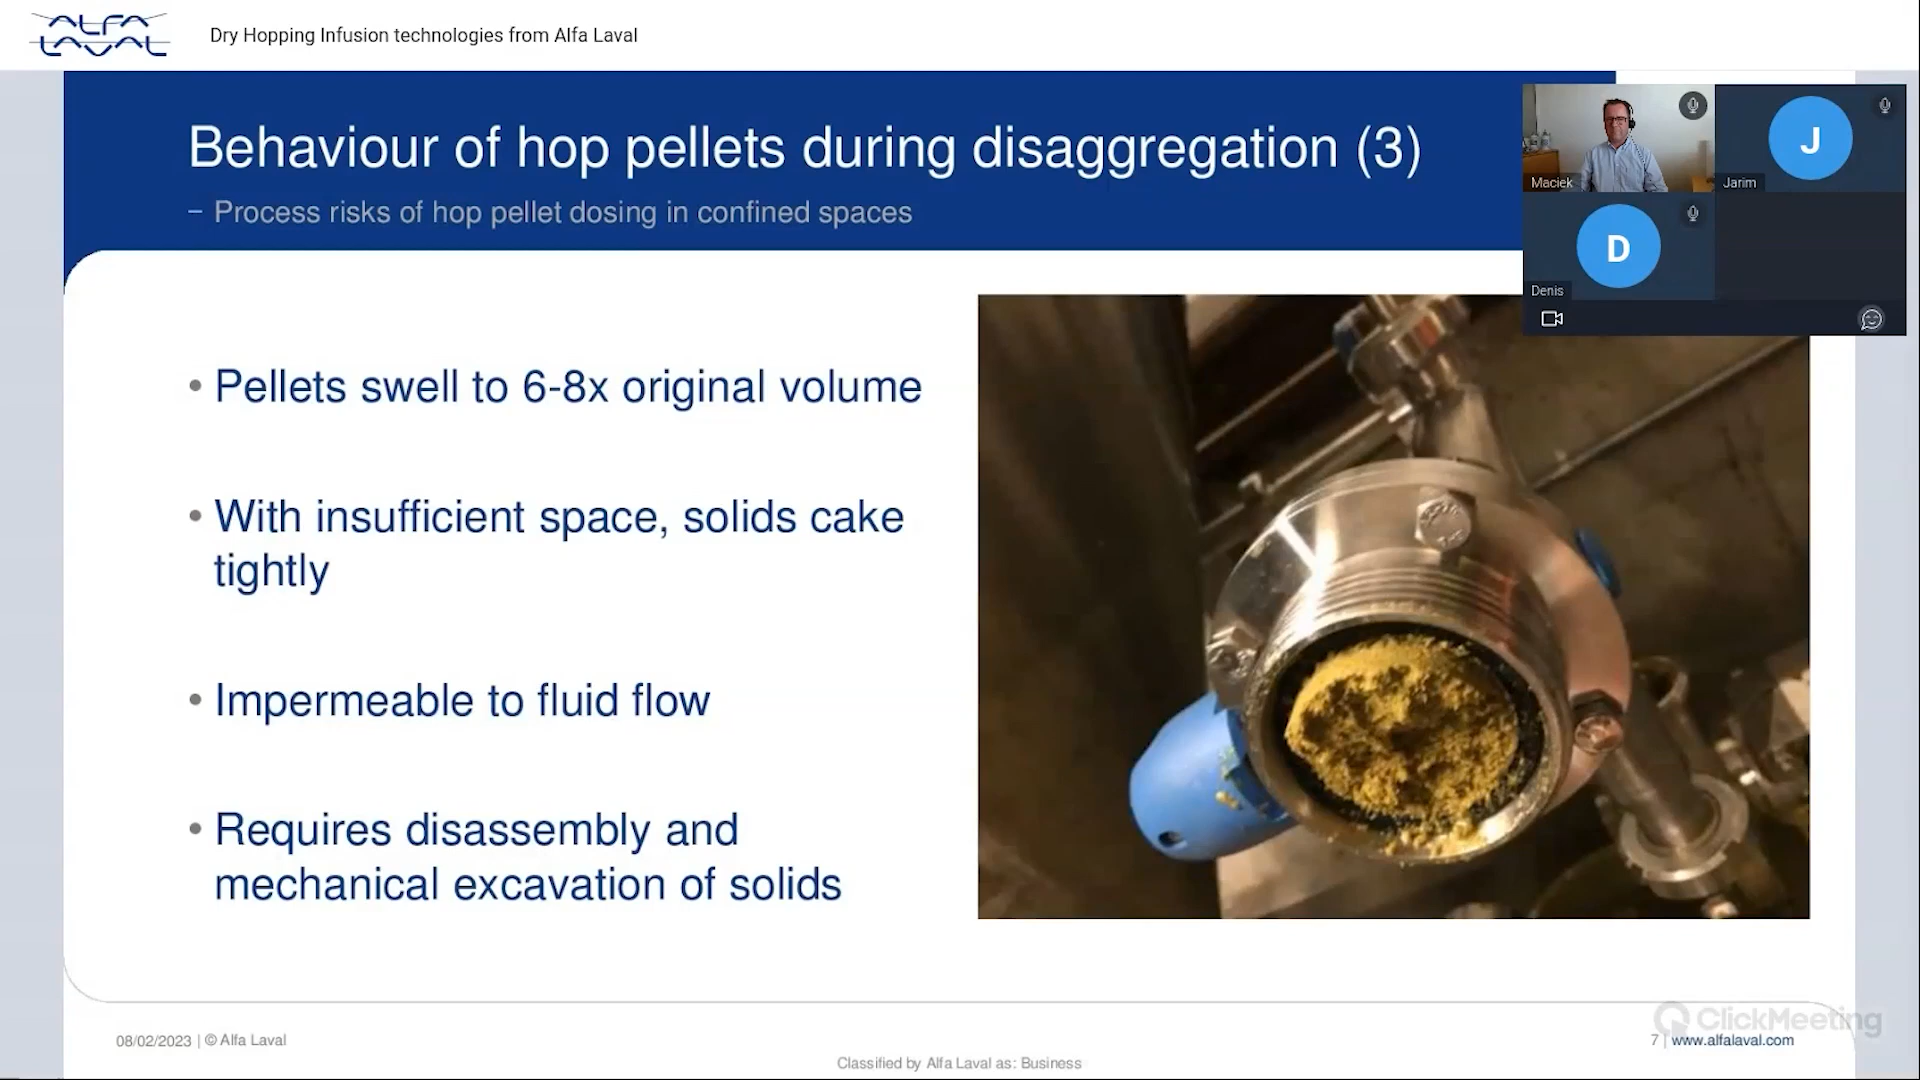 ALFA
LAVAL
Dry Hopping Infusion technologies from Alfa Laval
Behaviour of hop pellets during disaggregation (3)
– Process risks of hop pellet dosing in confined spaces
Maciek
J
Jarim
D
Denis
• Pellets swell to 6-8x original volume
• With insufficient space, solids cake
tightly
• Impermeable to fluid flow
• Requires disassembly and
mechanical excavation of solids
08/02/2023 | © Alfa Laval
ClickMeeting
7 | www.alfalaval.com
Classified by Alfa Laval as: Business